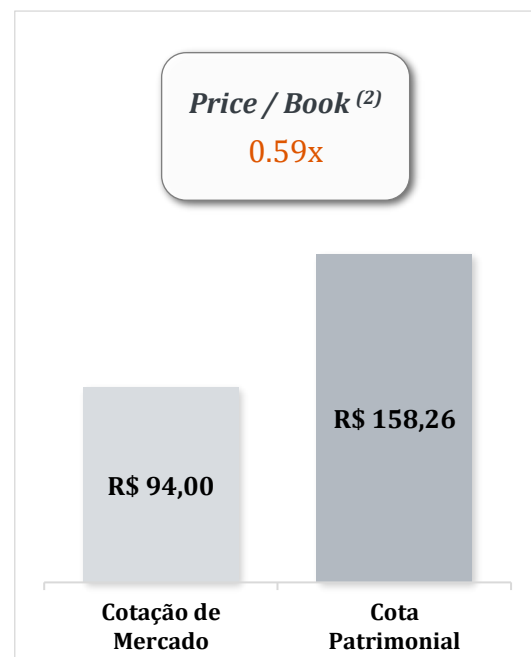 Price / Book (2)
0.59x
R$ 158,26
R$ 94,00
Cotação de
Mercado
Cota
Patrimonial